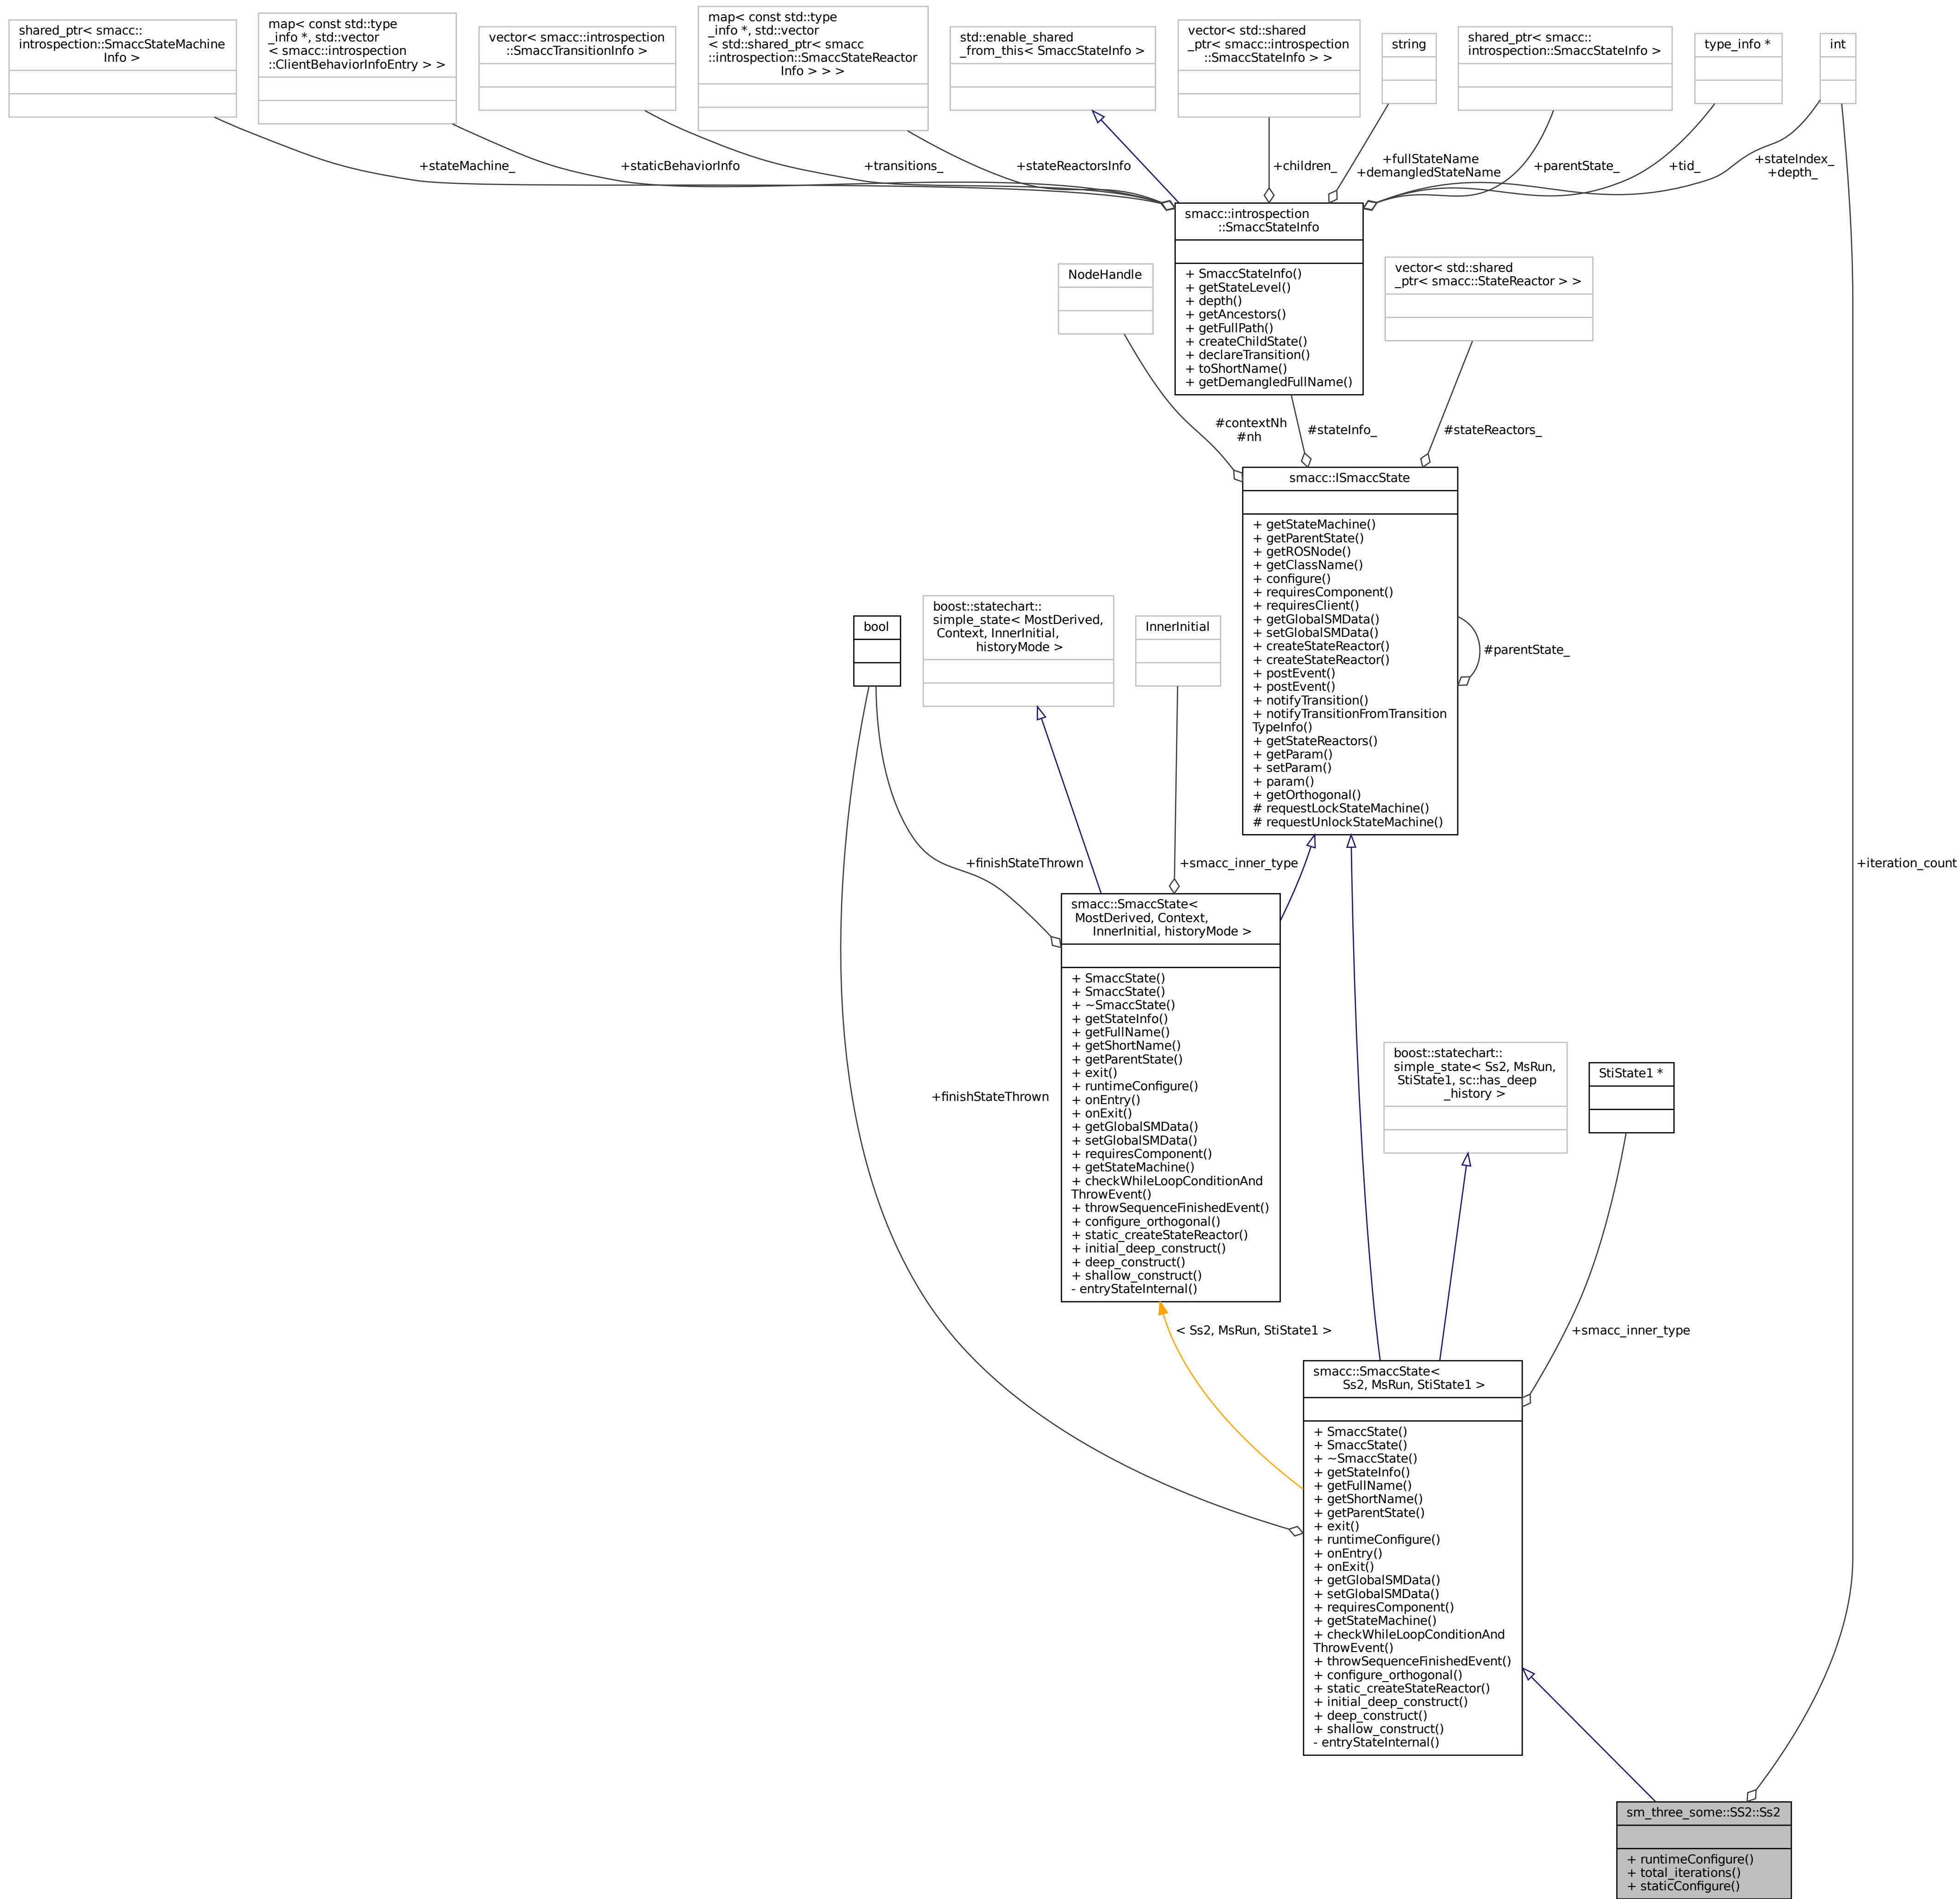 shared_ptr< smacc::
introspection::SmaccStateMachine
Info >
map< const std::type
_info *, std::vector
< smacc::introspection
::ClientBehaviorInfoEntry > >
vector< smacc::introspection
::SmaccTransitionInfo >
map< const std::type
_info *, std::vector
< std::shared_ptr< smacc
::introspection::SmaccStateReactor
Info > > >
std::enable_shared
_from_this< SmaccStateInfo >
vector< std::shared
_ptr< smacc::introspection
::SmaccStateInfo > >
string
shared_ptr< smacc::
introspection::SmaccStateInfo >
type_info *
int
+stateMachine_
+staticBehaviorInfo
+transitions_
+stateReactorsInfo
+children_
+fullStateName
+demangledStateName
+parentState_
+tid_
+stateIndex_
+depth_
smacc::introspection
::SmaccStateInfo
+ SmaccStateInfo()
+ getStateLevel()
+ depth()
+ getAncestors()
+ getFullPath()
+ createChildState()
+ declareTransition()
+ toShortName()
+ getDemangledFullName()
NodeHandle
vector< std::shared
_ptr< smacc::StateReactor > >
#contextNh
#nh
#stateInfo_
#stateReactors_
smacc::ISmaccState
+ getStateMachine()
+ getParentState()
+ getROSNode()
+ getClassName()
+ configure()
+ requiresComponent()
+ requiresClient()
+ getGlobalSMData()
+ setGlobalSMData()
+ createStateReactor()
+ createStateReactor()
+ postEvent()
+ postEvent()
+ notifyTransition()
+ notifyTransitionFromTransition
TypeInfo()
+ getStateReactors()
+ getParam()
+ setParam()
+ param()
+ getOrthogonal()
# requestLockStateMachine()
# requestUnlockStateMachine()
#parentState_
bool
boost::statechart::
simple_state< MostDerived,
Context, InnerInitial,
historyMode >
InnerInitial
+finishStateThrown
+smacc_inner_type
+iteration_count
smacc::SmaccState<
MostDerived, Context,
InnerInitial, historyMode >
+ SmaccState()
+ SmaccState()
+ ~SmaccState()
+ getStateInfo()
+ getFullName()
+ getShortName()
+ getParentState()
+ exit()
+ runtimeConfigure()
+ onEntry()
+ onExit()
+ getGlobalSMData()
+ setGlobalSMData()
+ requiresComponent()
+ getStateMachine()
+ checkWhileLoopConditionAnd
ThrowEvent()
+ throwSequenceFinishedEvent()
+ configure_orthogonal()
+ static_createStateReactor()
+ initial_deep_construct()
+ deep_construct()
+ shallow_construct()
- entryStateInternal()
+finishStateThrown
boost::statechart::
simple_state< Ss2, MsRun,
StiState1, sc::has_deep
_history >
StiState1 *
< Ss2, MsRun, StiState1 >
+smacc_inner_type
smacc::SmaccState<
Ss2, MsRun, StiState1 >
+ SmaccState()
+ SmaccState()
+ ~SmaccState()
+ getStateInfo()
+ getFullName()
+ getShortName()
+ getParentState()
+ exit()
+ runtimeConfigure()
+ onEntry()
+ onExit()
+ getGlobalSMData()
+ setGlobalSMData()
+ requiresComponent()
+ getStateMachine()
+ checkWhileLoopConditionAnd
ThrowEvent()
+ throwSequenceFinishedEvent()
+ configure_orthogonal()
+ static_createStateReactor()
+ initial_deep_construct()
+ deep_construct()
+ shallow_construct()
- entryStateInternal()
sm_three_some::SS2::Ss2
+ runtimeConfigure()
+ total_iterations()
+ staticConfigure()